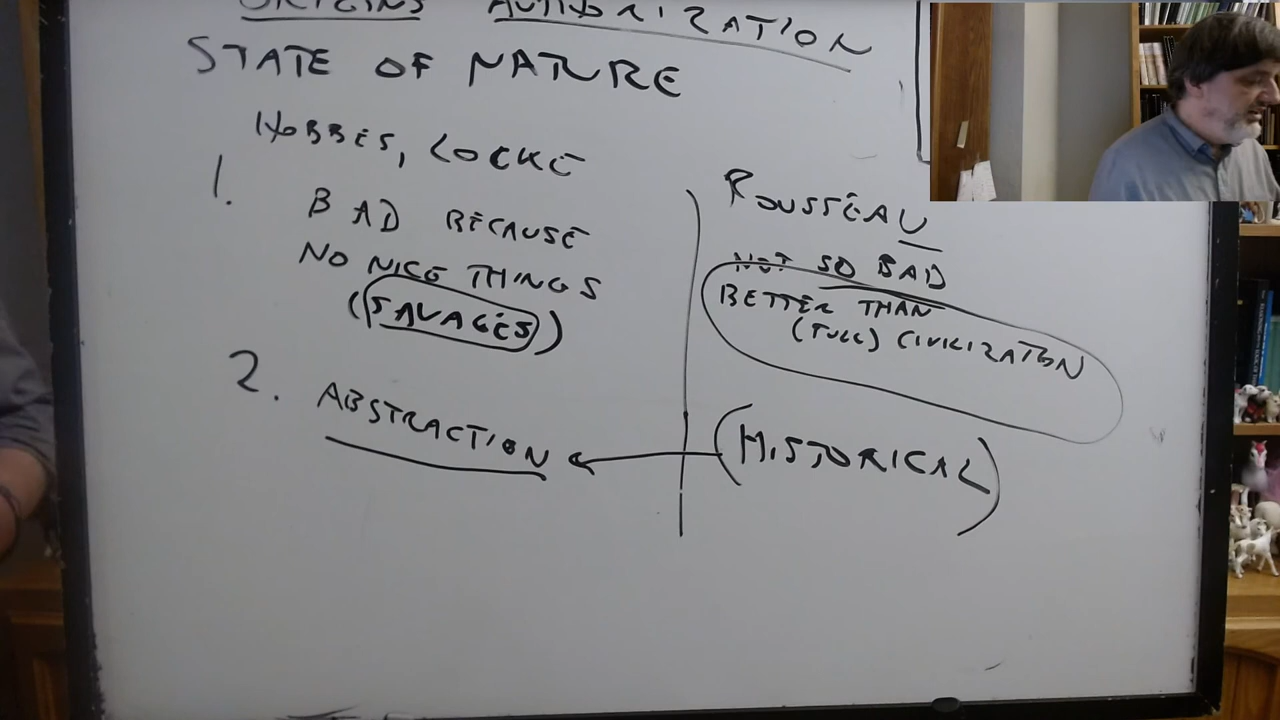 ORIGINS AUTHORIZATION
STATE OF NATURE
HOBBES, LOCKE
1.
BAD BECAUSE
NO NICE THINGS
(SAVAGES)
2. ABSTRACTION
ROUSSEAU
NOT SO BAD
BETTER THAN
(FULL) CIVILIZATION
(HISTORICAL)